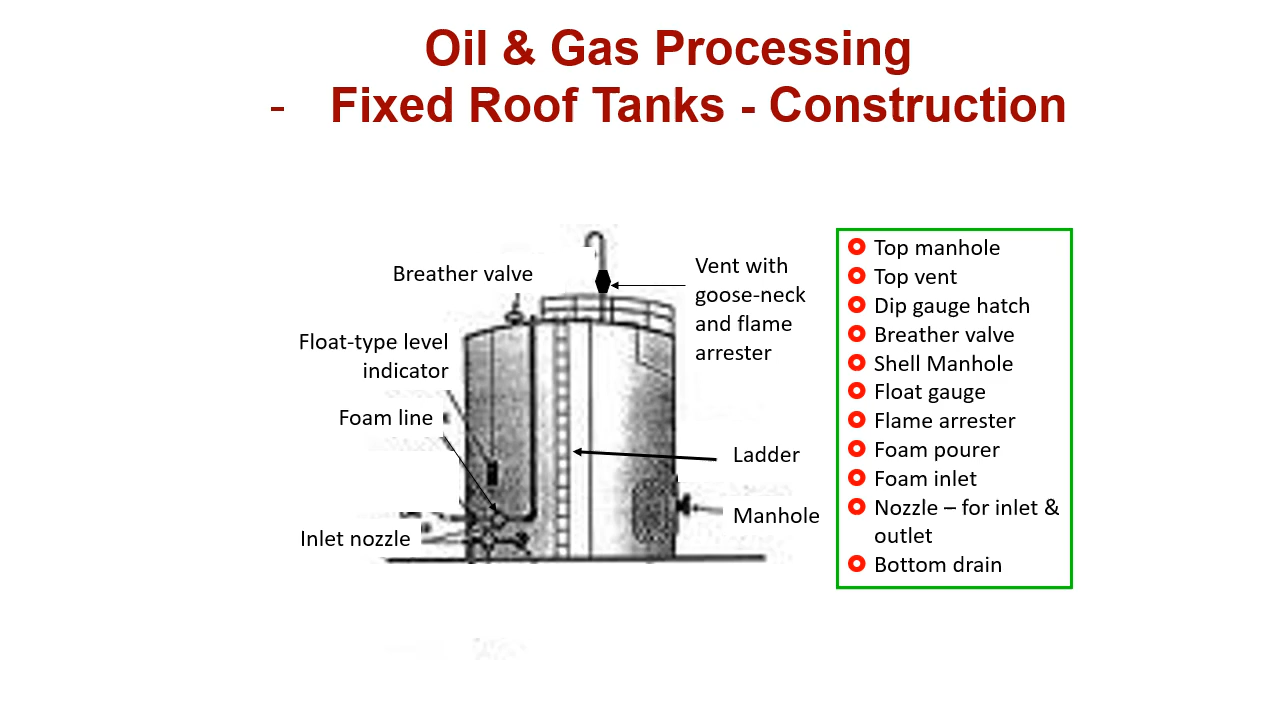 Oil & Gas Processing
- Fixed Roof Tanks - Construction
Breather valve
Float-type level
indicator
Foam line
Inlet nozzle
Vent with
goose-neck
and flame
arrester
Ladder
Manhole
Top manhole
Top vent
Dip gauge hatch
Breather valve
Shell Manhole
Float gauge
Flame arrester
Foam pourer
Foam inlet
Nozzle – for inlet &
outlet
Bottom drain